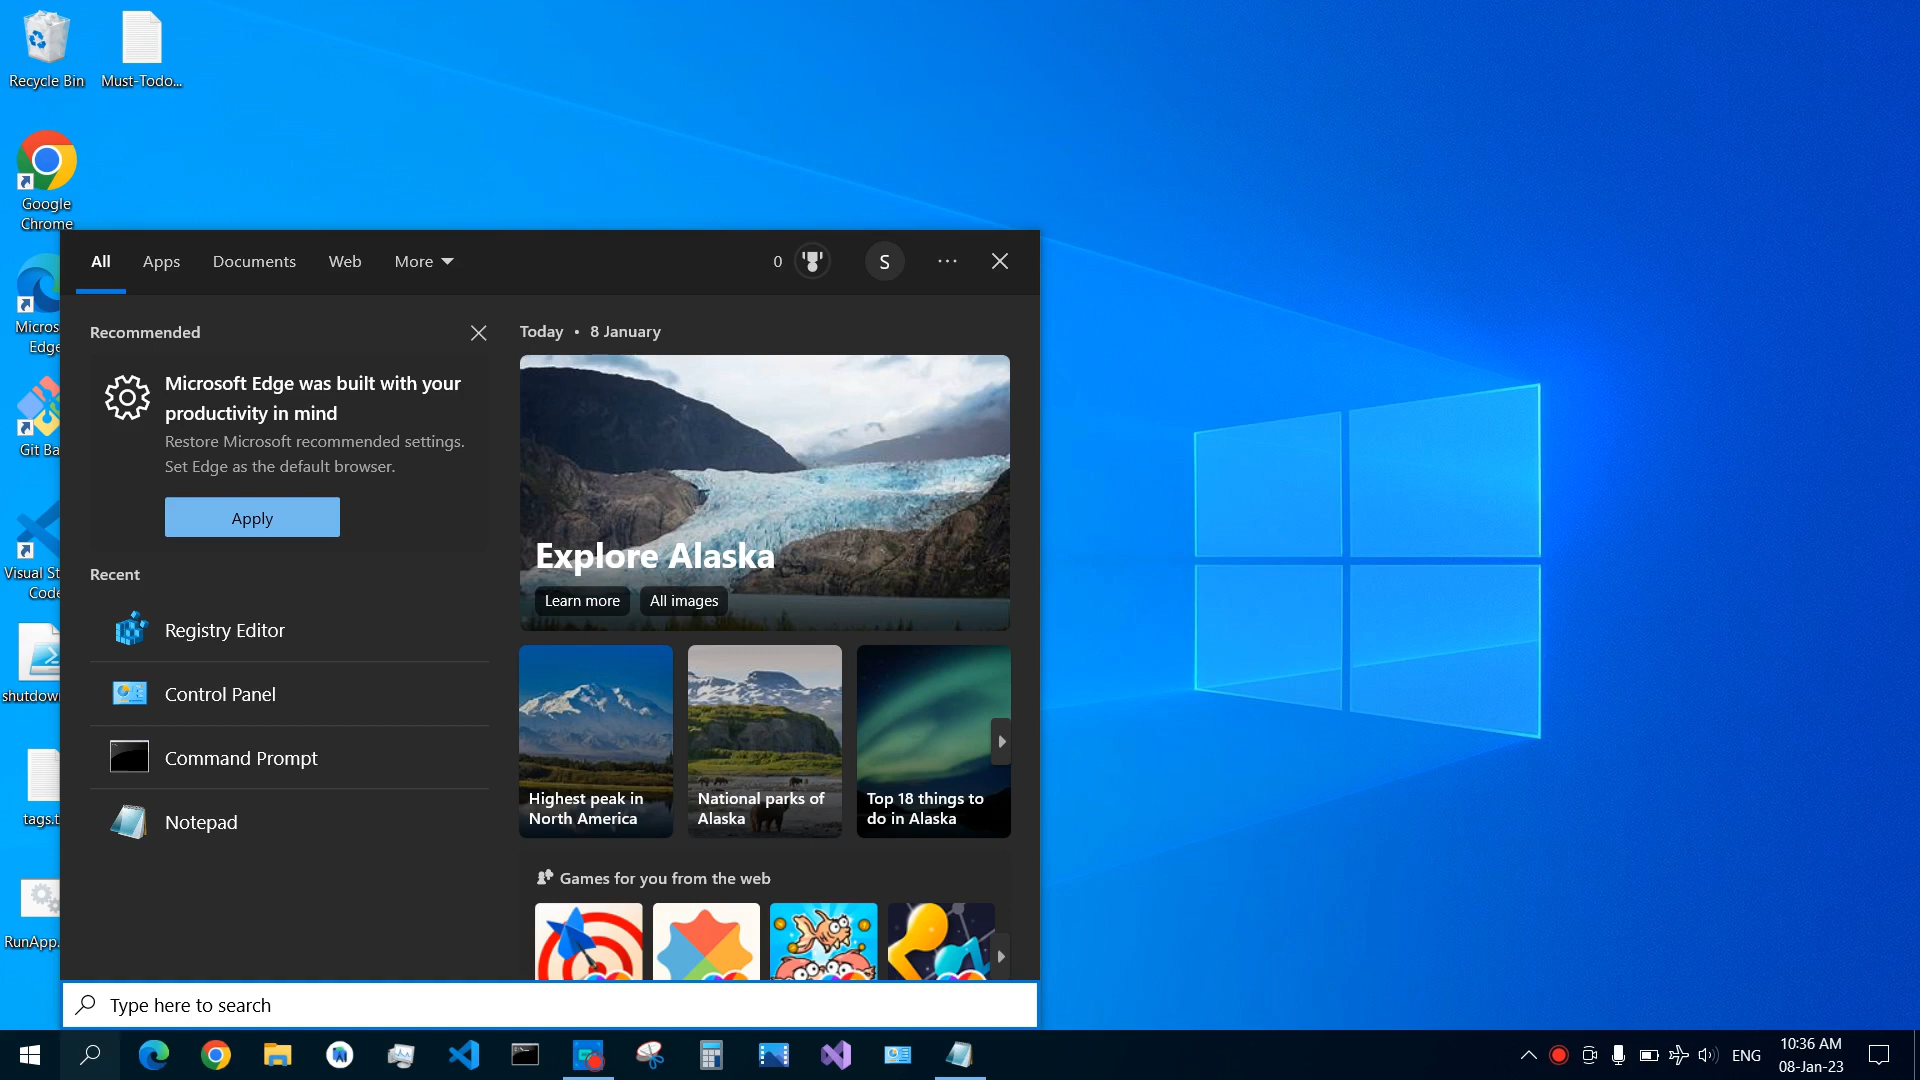 Recycle Bin
Must-Todo...
Google
Chrome
Micros
Edge
Git Ba
Visual St
Code
shutdow
tags.t
RunApp.
All
Apps
Documents
Web
More
0
S
Recommended
Microsoft Edge was built with your
productivity in mind
Restore Microsoft recommended settings.
Set Edge as the default browser.
Apply
Recent
Registry Editor
Control Panel
Command Prompt
Notepad
Today • 8 January
Explore Alaska
Learn more
All images
Highest peak in
North America
National parks of
Alaska
Top 18 things to
do in Alaska
Games for you from the web
Type here to search
ENG
10:36 AM
08-Jan-23